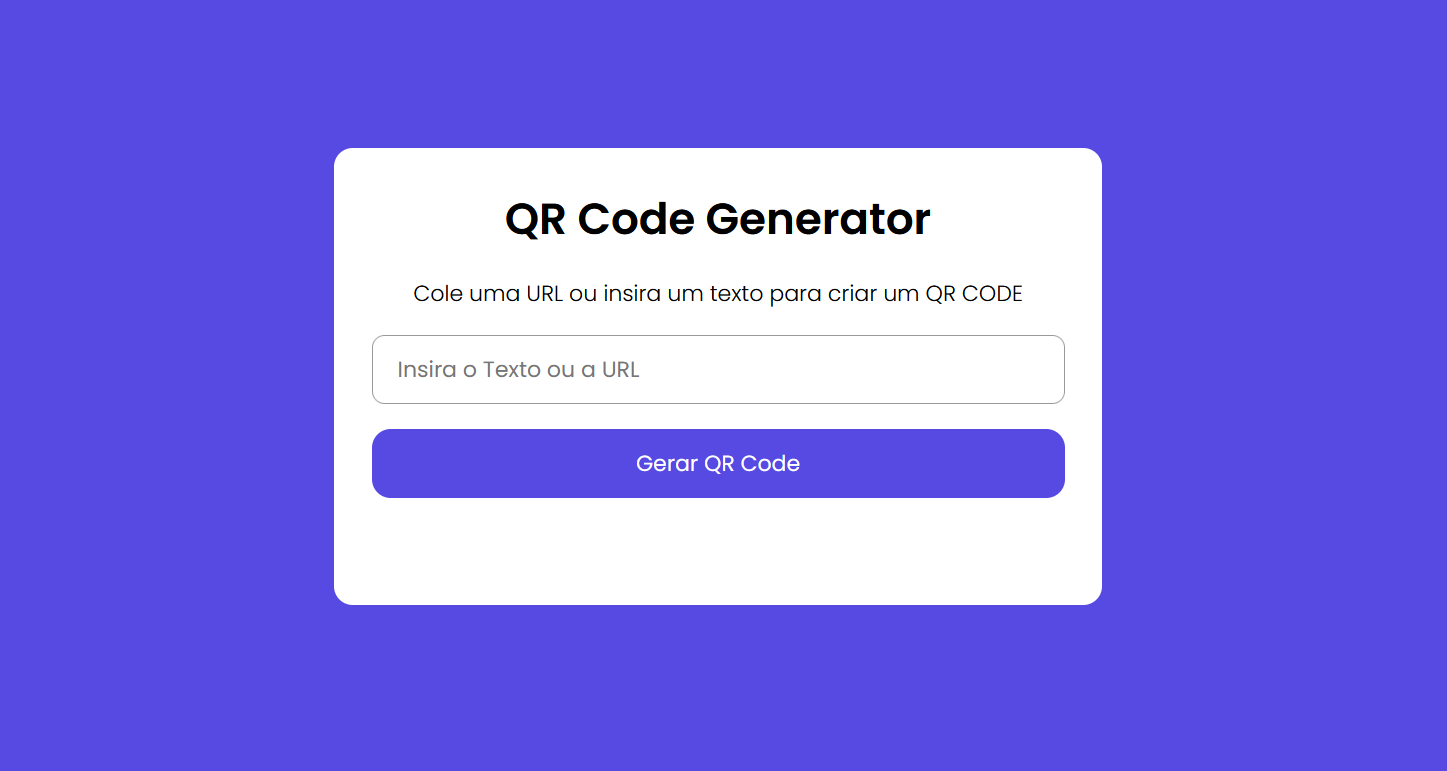 QR Code Generator
Cole uma URL ou insira um texto para criar um QR CODE
Insira o Texto ou a URL
Gerar QR Code